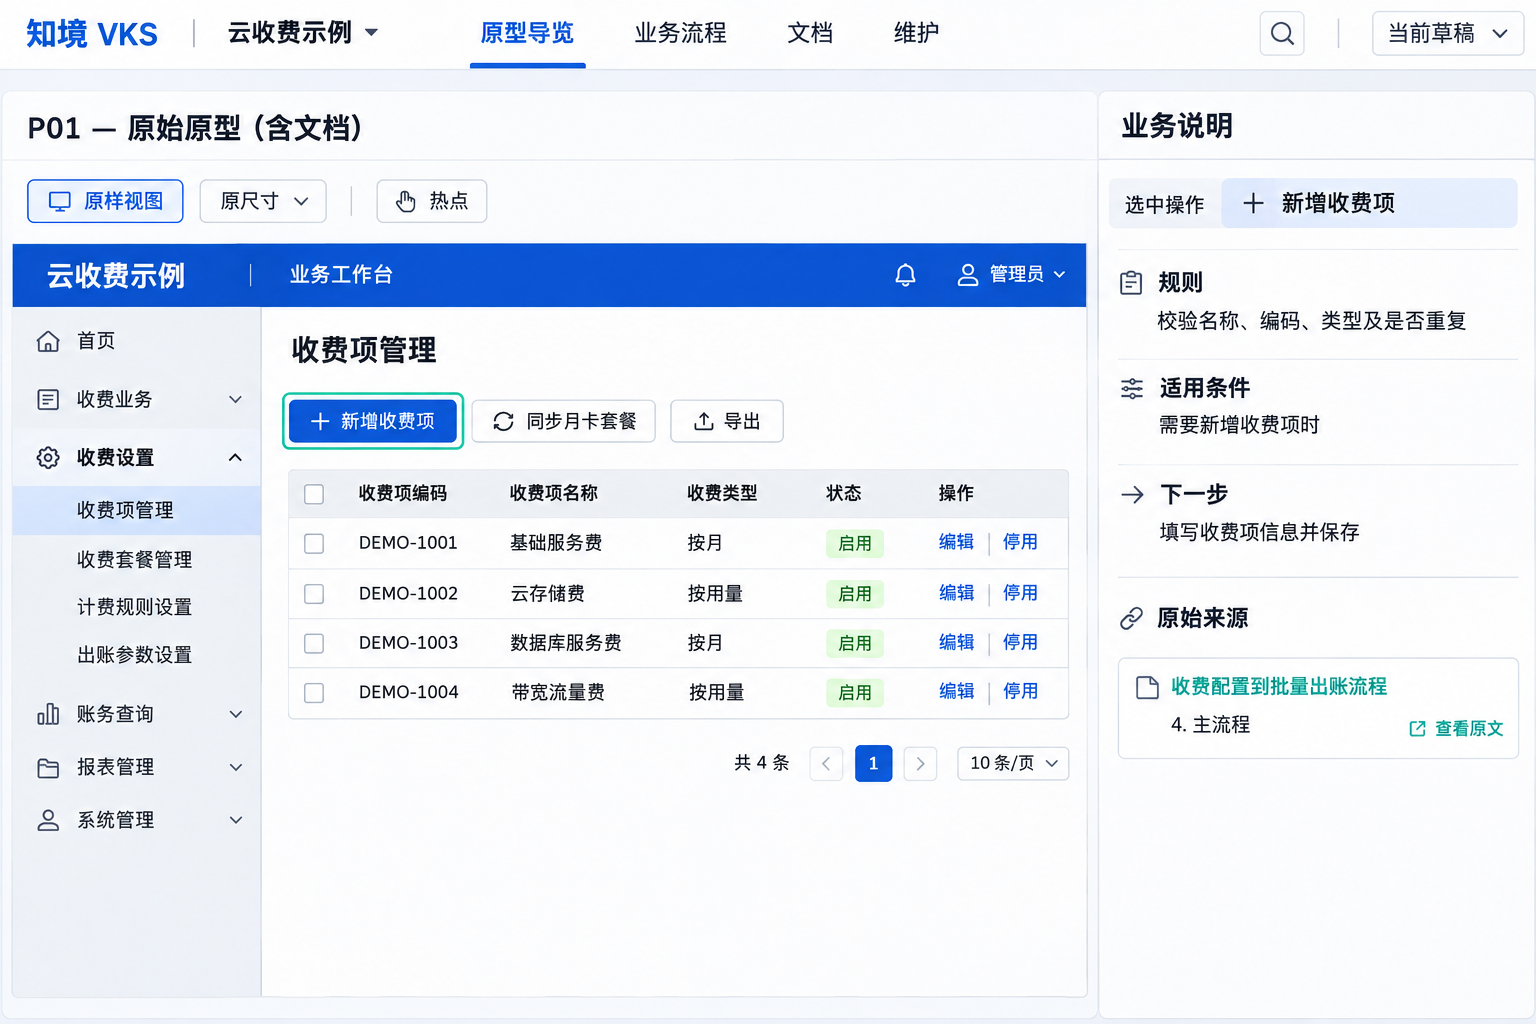 知境 VKS
云收费示例
原型导览
业务流程
文档
维护
当前草稿
P01 — 原始原型 (含文档)
原样视图
原尺寸
热点
云收费示例
业务工作台
管理员
首页
收费业务
收费设置
收费项管理
收费套餐管理
计费规则设置
出账参数设置
账务查询
报表管理
系统管理
收费项管理
新增收费项
同步月卡套餐
导出
收费项编码 收费项名称 收费类型 状态 操作
DEMO-1001 基础服务费 按月 启用 编辑 | 停用
DEMO-1002 云存储费 按用量 启用 编辑 | 停用
DEMO-1003 数据库服务费 按月 启用 编辑 | 停用
DEMO-1004 带宽流量费 按用量 启用 编辑 | 停用
共 4 条 1 10 条/页
业务说明
选中操作 新增收费项
规则
校验名称、编码、类型及是否重复
适用条件
需要新增收费项时
下一步
填写收费项信息并保存
原始来源
收费配置到批量出账流程
4. 主流程
查看原文